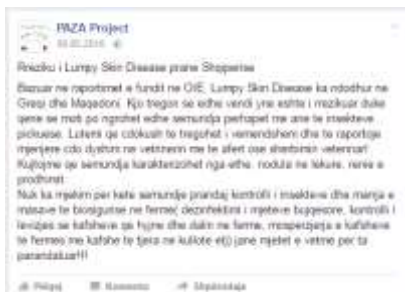 PAZA Project
Rreziku i Lumpy Skin Disease prane Shqiperise
Bazuar ne raportimet e fundit ne OIE, Lumpy Skin Disease ka ndodhur ne
Greqi dhe Maqedoni. Kjo tregon se edhe vendi yne eshte i rrezikuar duke
qene se moti po ngrohet edhe semundja perhapet me ane te insekteve
pickuese. Lutemi qe cdokush te tregohet i vemendshem dhe te raportoje
menjere cdo dyshim ne veterinerin me te afert ose sherbimin veterinar!
Kujtojme qe semundja karakterizohet nga ethe, nodula ne lekure, renie e
prodhimit.
Nuk ka mjekim per kete semundje prandaj kontrolli i insekteve dhe marrja e
masave te biosigurise ne ferme( dezinfektimi i mjeteve bujqesore, kontrolli i
levizjes se kafsheve qe hyjne dhe dalin ne ferme, mosperzierja e kafsheve
te fermes me kafshe te tjera ne kullote etj) jane mjetet e vetme per ta
parandaluar!!!
Pëlqej Komento Shpërndaje